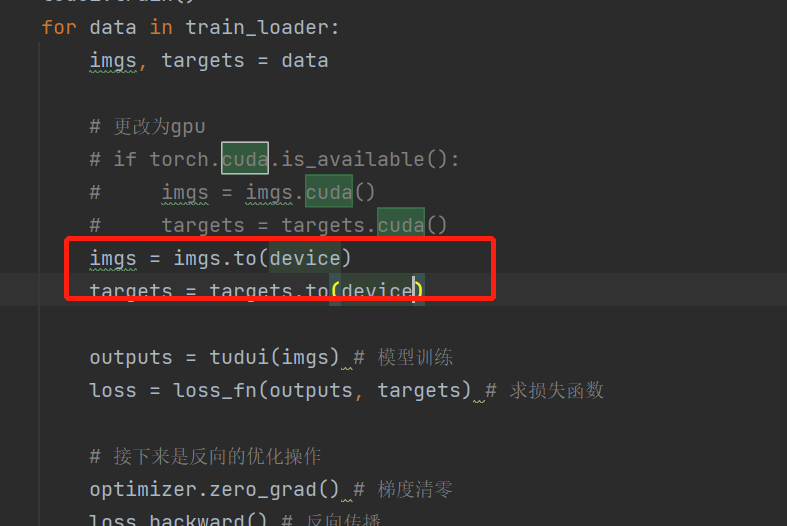 for data in train_loader:
imgs, targets = data
# 更改为gpu
# if torch.cuda.is_available():
#     imgs = imgs.cuda()
#     targets = targets.cuda()
imgs = imgs.to(device)
targets = targets.to(device)
outputs = tudui(imgs) # 模型训练
loss = loss_fn(outputs, targets) # 求损失函数
# 接下来是反向的优化操作
optimizer.zero_grad() # 梯度清零
loss.backward() # 反向传播